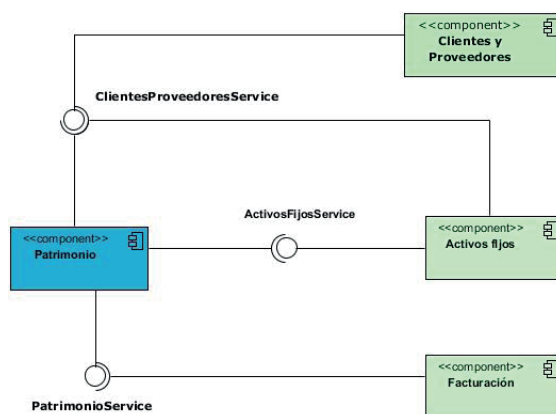 <<component>>
Clientes y
Proveedores
ClientesProveedoresService
ActivosFijosService
<<component>>
Patrimonio
<<component>>
Activos fijos
<<component>>
Facturación
PatrimonioService